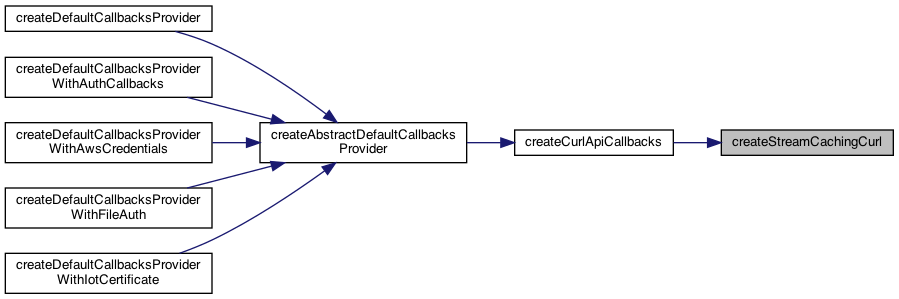 createDefaultCallbacksProvider
createDefaultCallbacksProvider
WithAuthCallbacks
createDefaultCallbacksProvider
WithAwsCredentials
createDefaultCallbacksProvider
WithFileAuth
createDefaultCallbacksProvider
WithIotCertificate
createAbstractDefaultCallbacks
Provider
createCurlApiCallbacks
createStreamCachingCurl